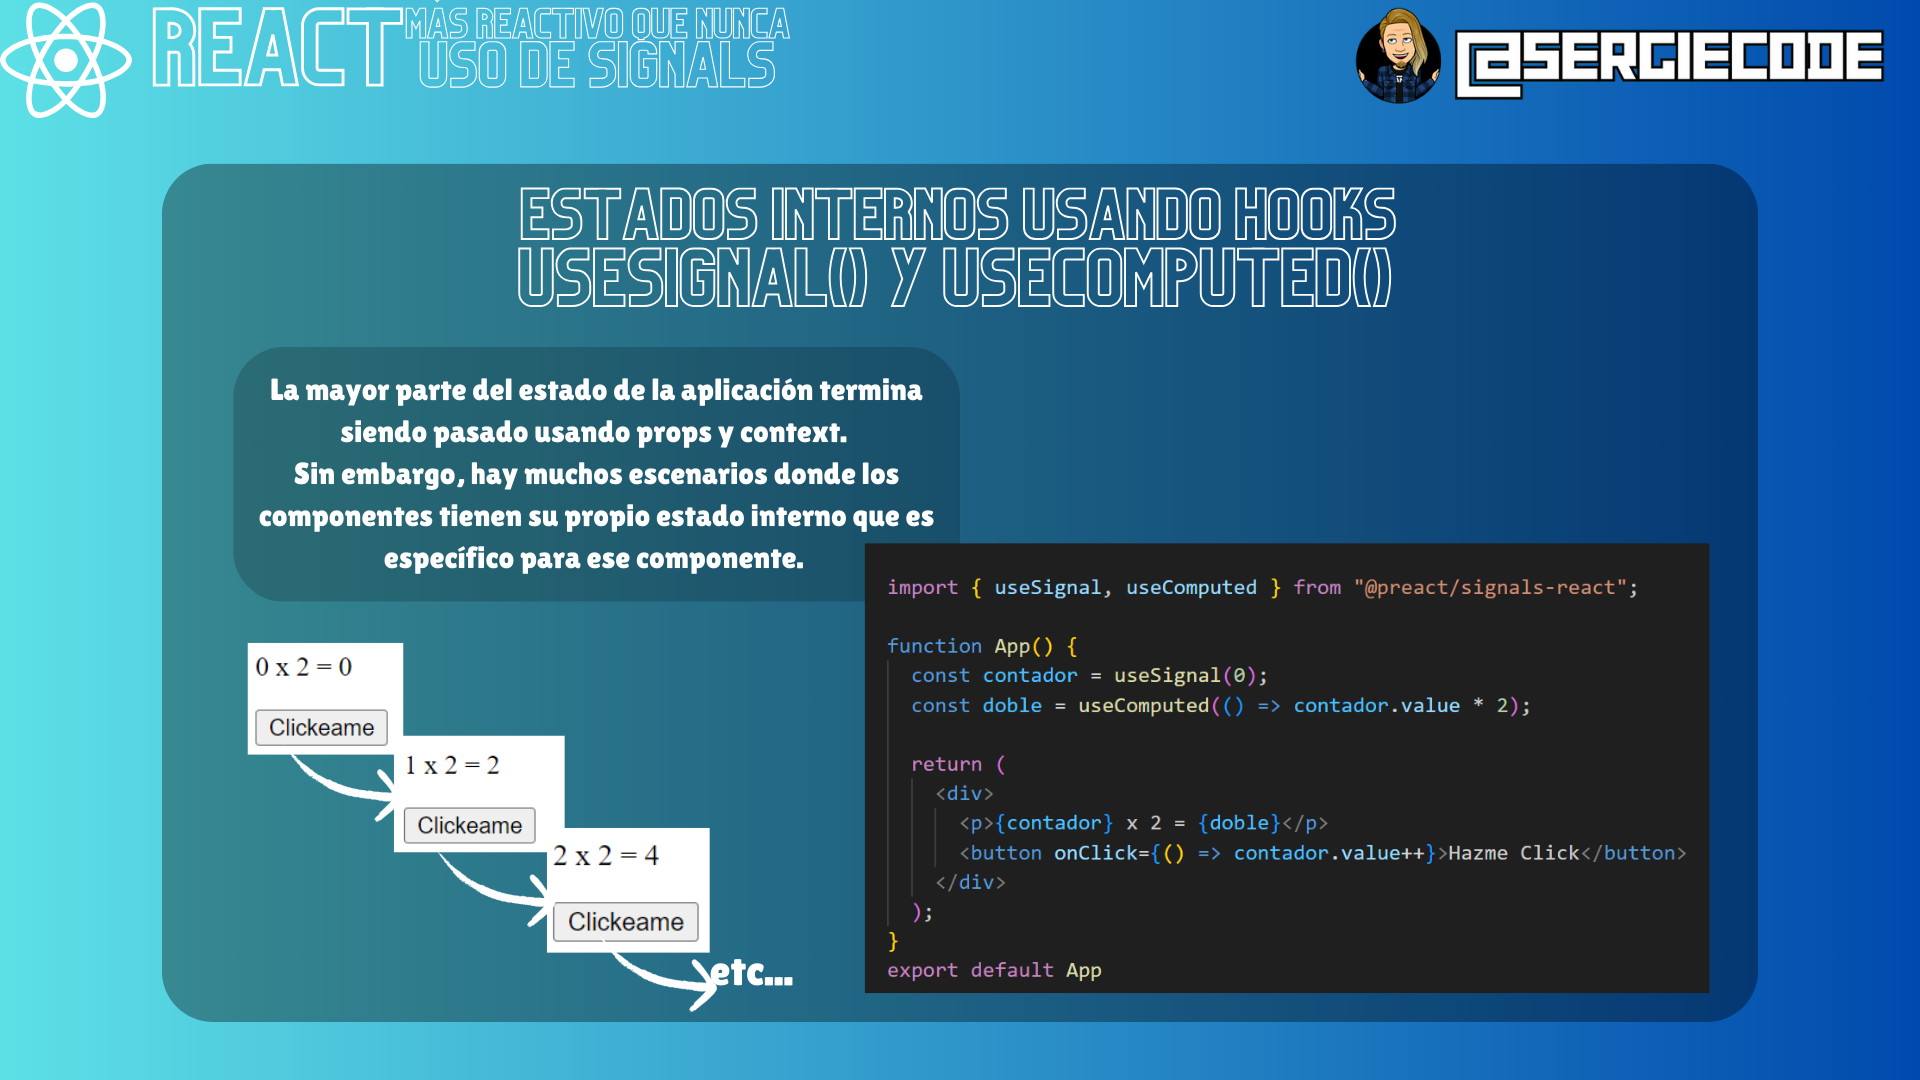 REACT
MÁS REACTIVO QUE NUNCA
USO DE SIGNALS
@SERGIECODE
ESTADOS INTERNOS USANDO HOOKS
USESIGNAL() Y USECOMPUTED()
La mayor parte del estado de la aplicación termina
siendo pasado usando props y context.
Sin embargo, hay muchos escenarios donde los
componentes tienen su propio estado interno que es
específico para ese componente.
0 x 2 = 0
Clickeame
1 x 2 = 2
Clickeame
2 x 2 = 4
Clickeame
etc...
import { useSignal, useComputed } from "@preact/signals-react";
function App() {
const contador = useSignal(0);
const doble = useComputed(() => contador.value * 2);
return (
<div>
<p>{contador} x 2 = {doble}</p>
<button onClick={() => contador.value++}>Hazme Click</button>
</div>
);
}
export default App